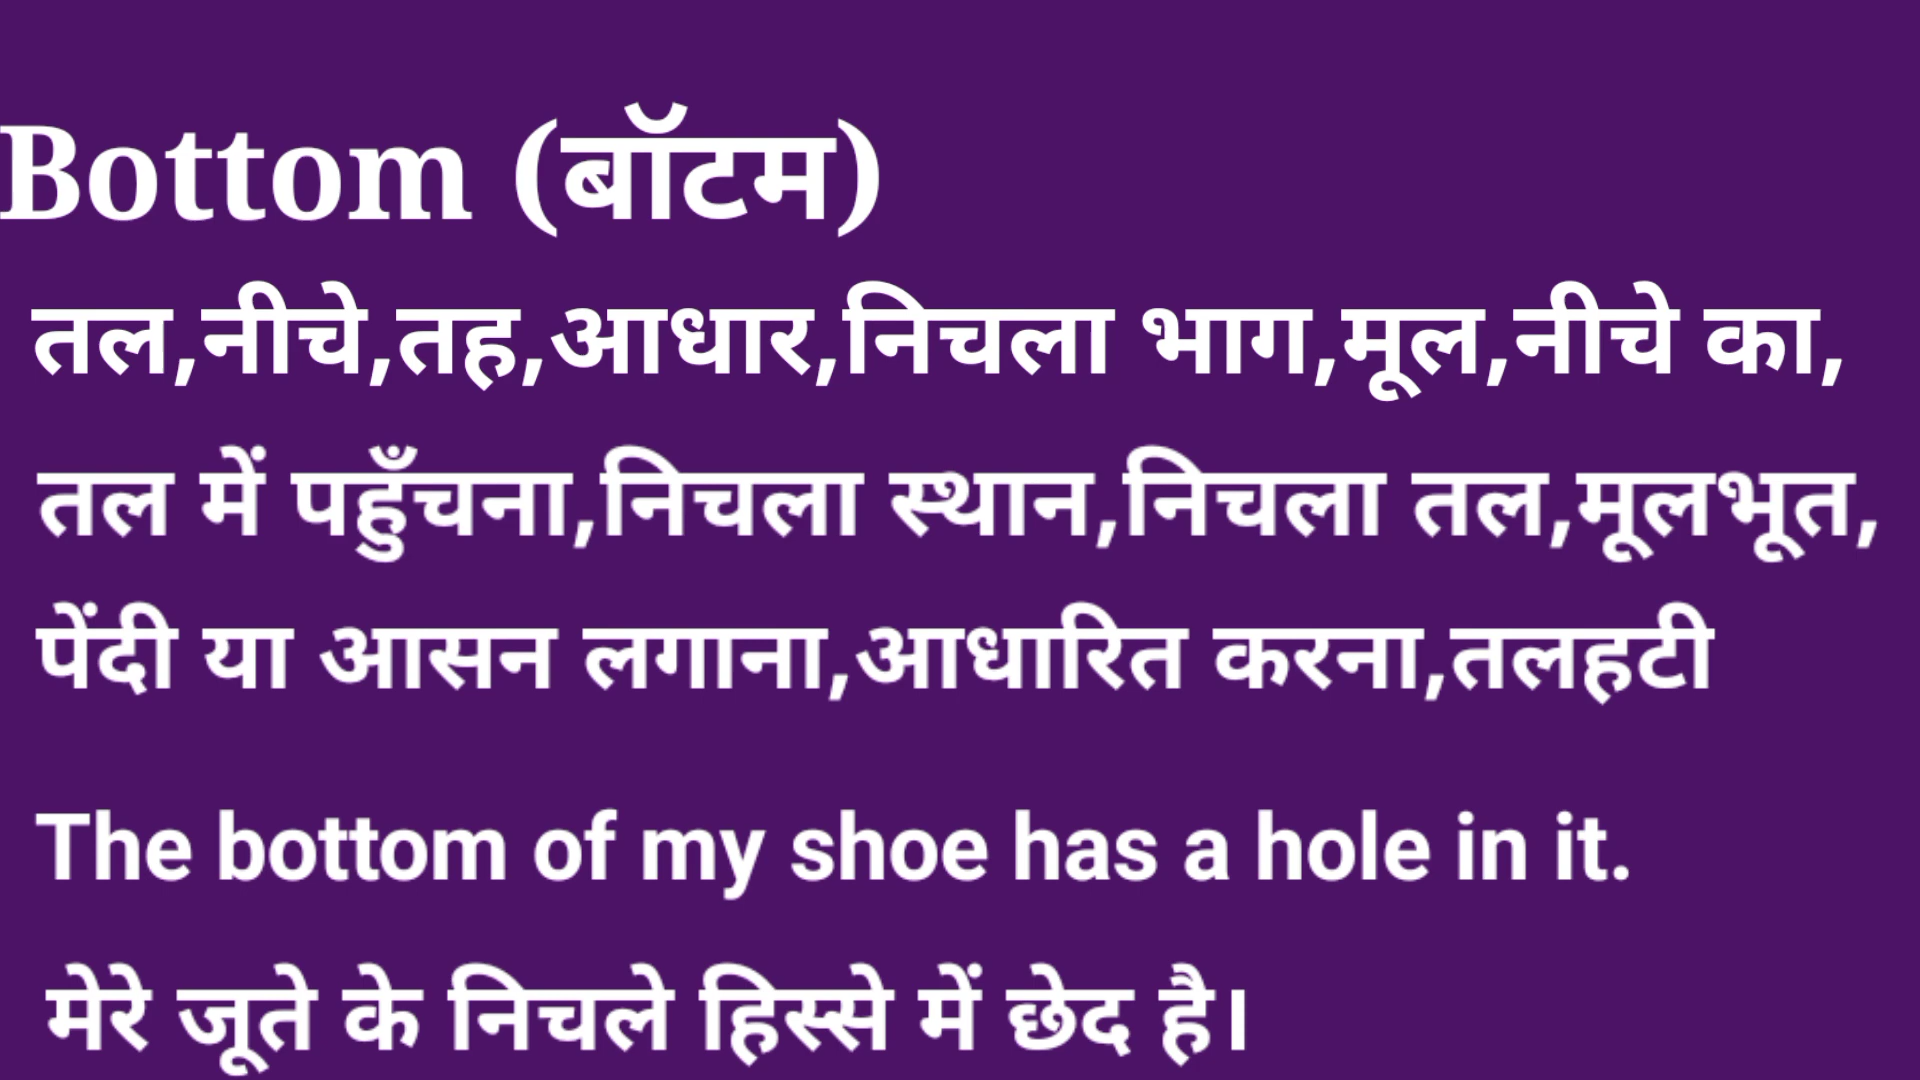 Bottom (बॉटम)
तल,नीचे,तह,आधार,निचला भाग,मूल,नीचे का,
तल में पहुँचना,निचला स्थान,निचला तल,मूलभूत,
पेंदी या आसन लगाना,आधारित करना,तलहटी
The bottom of my shoe has a hole in it.
मेरे जूते के निचले हिस्से में छेद है।